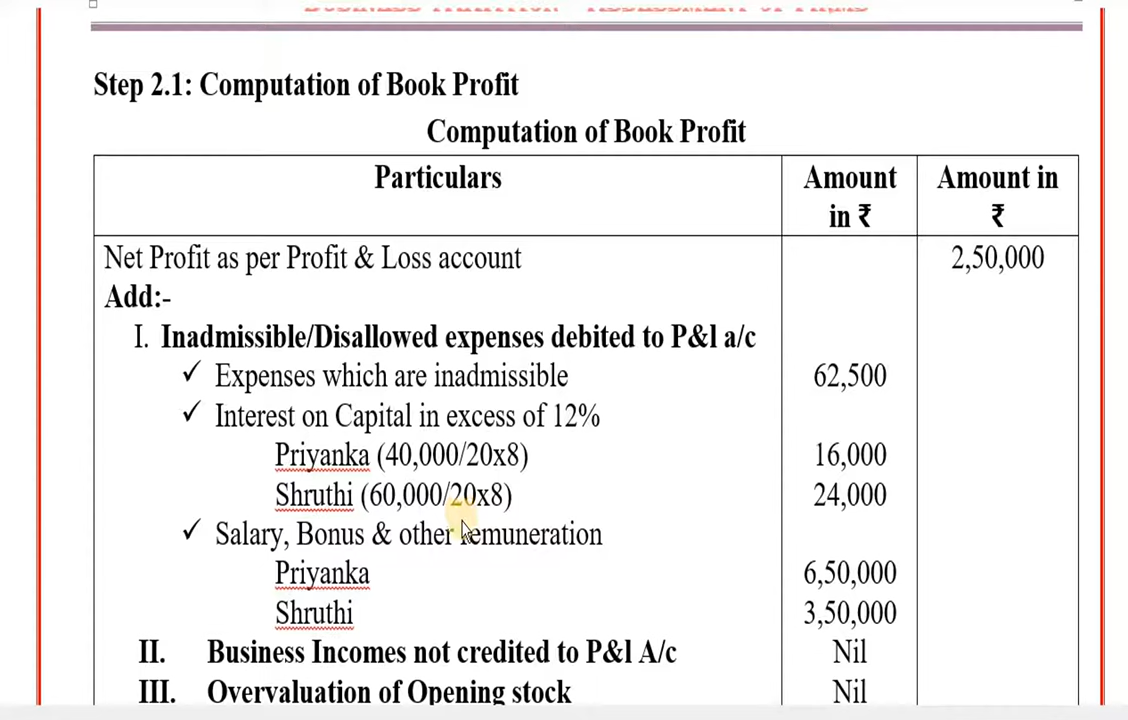 Step 2.1: Computation of Book Profit
Computation of Book Profit
Particulars Amount in ₹ Amount in ₹
Net Profit as per Profit & Loss account 2,50,000
Add:-
I. Inadmissible/Disallowed expenses debited to P&l a/c
✓ Expenses which are inadmissible 62,500
✓ Interest on Capital in excess of 12%
Priyanka (40,000/20x8) 16,000
Shruthi (60,000/20x8) 24,000
✓ Salary, Bonus & other remuneration
Priyanka 6,50,000
Shruthi 3,50,000
II. Business Incomes not credited to P&l A/c Nil
III. Overvaluation of Opening stock Nil